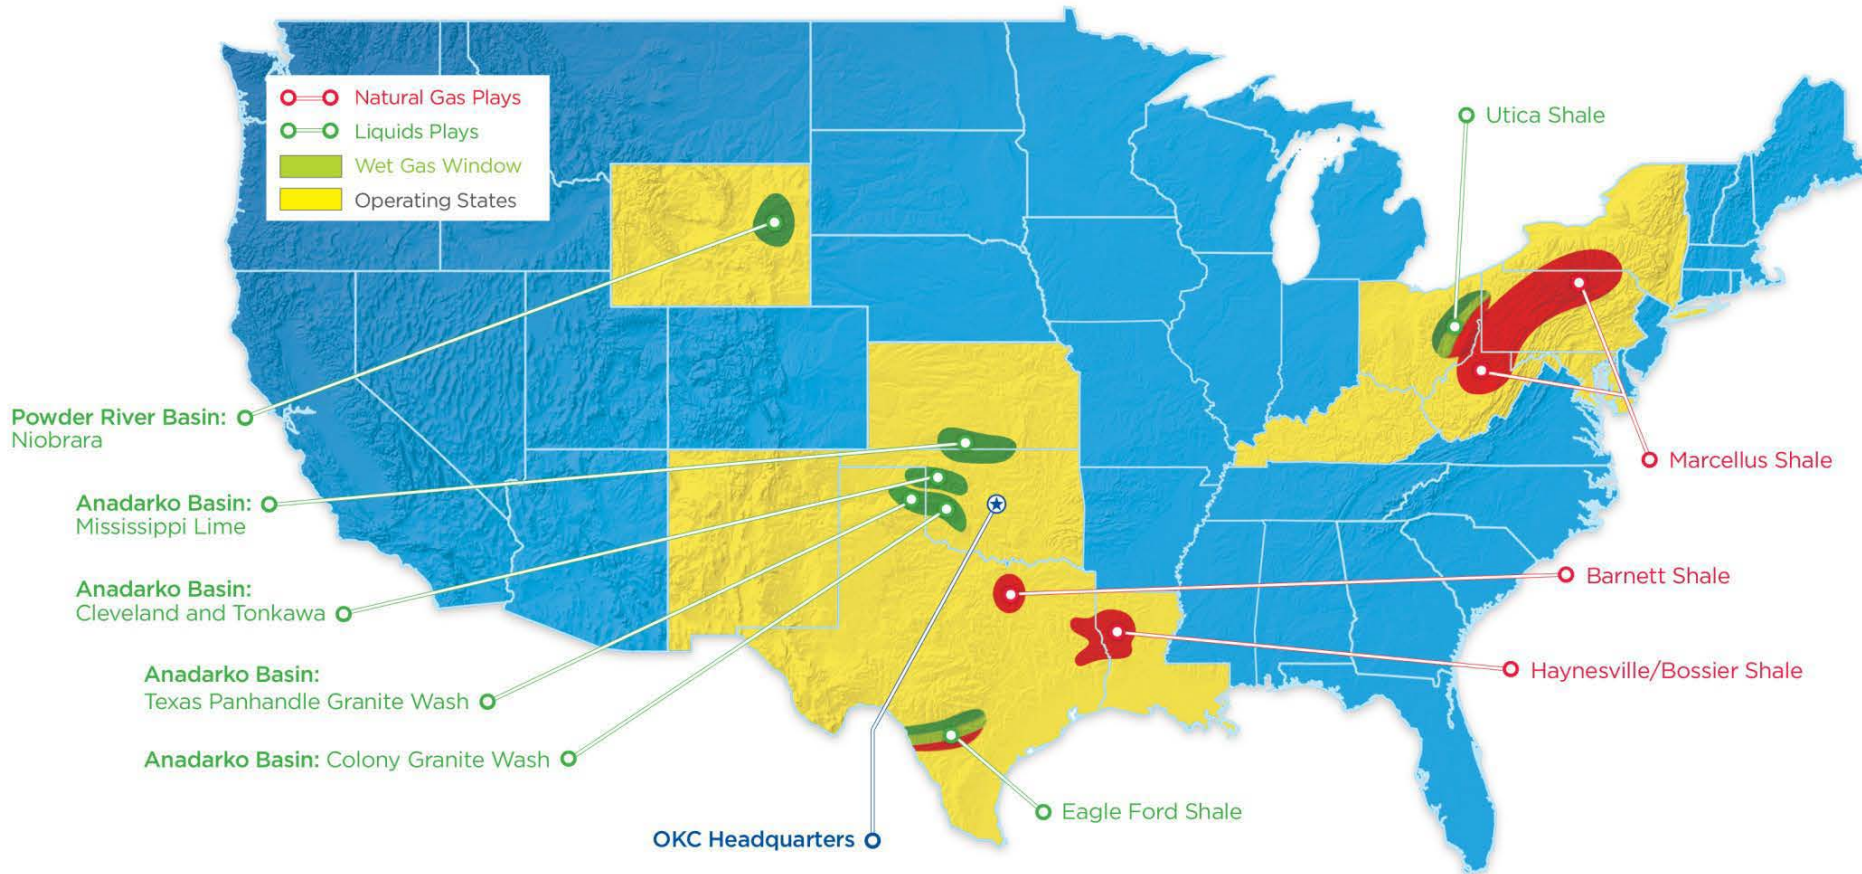 Natural Gas Plays
Liquids Plays
Wet Gas Window
Operating States
Utica Shale
Powder River Basin:
Niobrara
Marcellus Shale
Anadarko Basin:
Mississippi Lime
Barnett Shale
Anadarko Basin:
Cleveland and Tonkawa
Haynesville/Bossier Shale
Anadarko Basin:
Texas Panhandle Granite Wash
Anadarko Basin: Colony Granite Wash
Eagle Ford Shale
OKC Headquarters